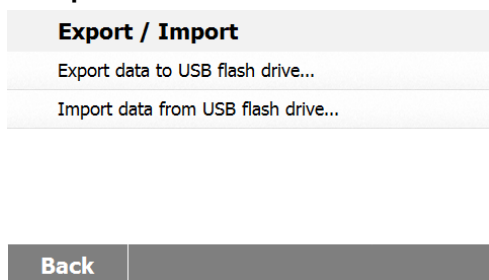 Export / Import
Export data to USB flash drive...
Import data from USB flash drive...
Back